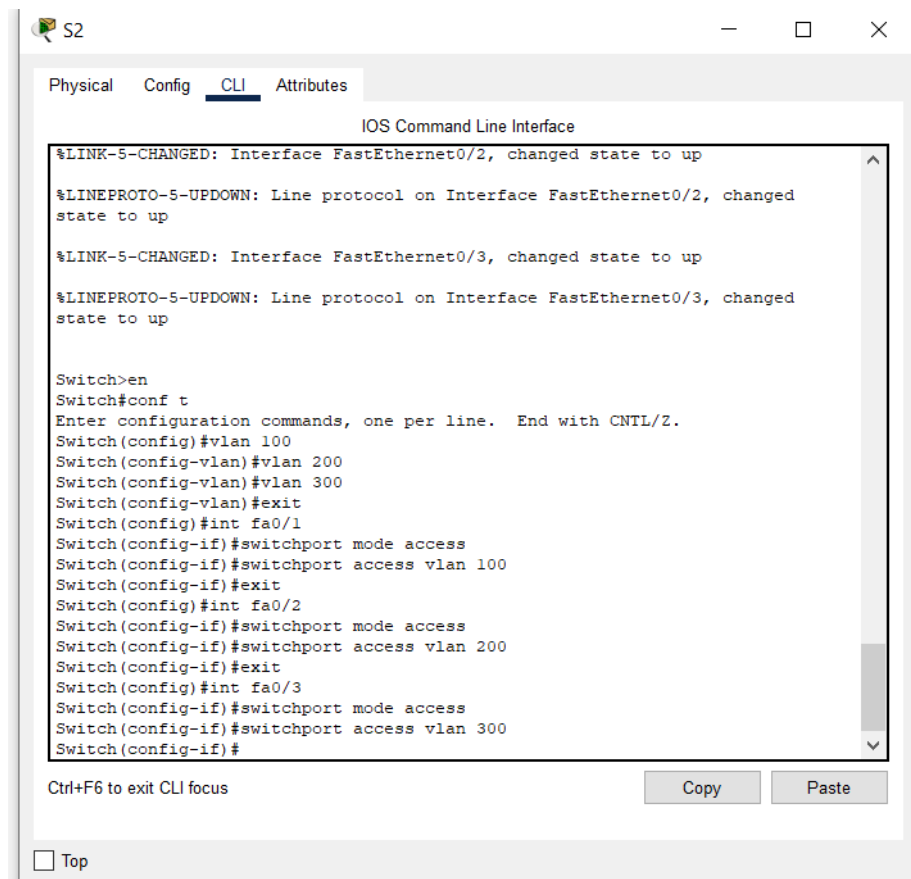 S2
Physical Config CLI Attributes
IOS Command Line Interface
%LINK-5-CHANGED: Interface FastEthernet0/2, changed state to up
%LINEPROTO-5-UPDOWN: Line protocol on Interface FastEthernet0/2, changed
state to up
%LINK-5-CHANGED: Interface FastEthernet0/3, changed state to up
%LINEPROTO-5-UPDOWN: Line protocol on Interface FastEthernet0/3, changed
state to up
Switch>en
Switch#conf t
Enter configuration commands, one per line.  End with CNTL/Z.
Switch(config)#vlan 100
Switch(config-vlan)#vlan 200
Switch(config-vlan)#vlan 300
Switch(config-vlan)#exit
Switch(config)#int fa0/1
Switch(config-if)#switchport mode access
Switch(config-if)#switchport access vlan 100
Switch(config-if)#exit
Switch(config)#int fa0/2
Switch(config-if)#switchport mode access
Switch(config-if)#switchport access vlan 200
Switch(config-if)#exit
Switch(config)#int fa0/3
Switch(config-if)#switchport mode access
Switch(config-if)#switchport access vlan 300
Switch(config-if)#
Ctrl+F6 to exit CLI focus Copy Paste
Top